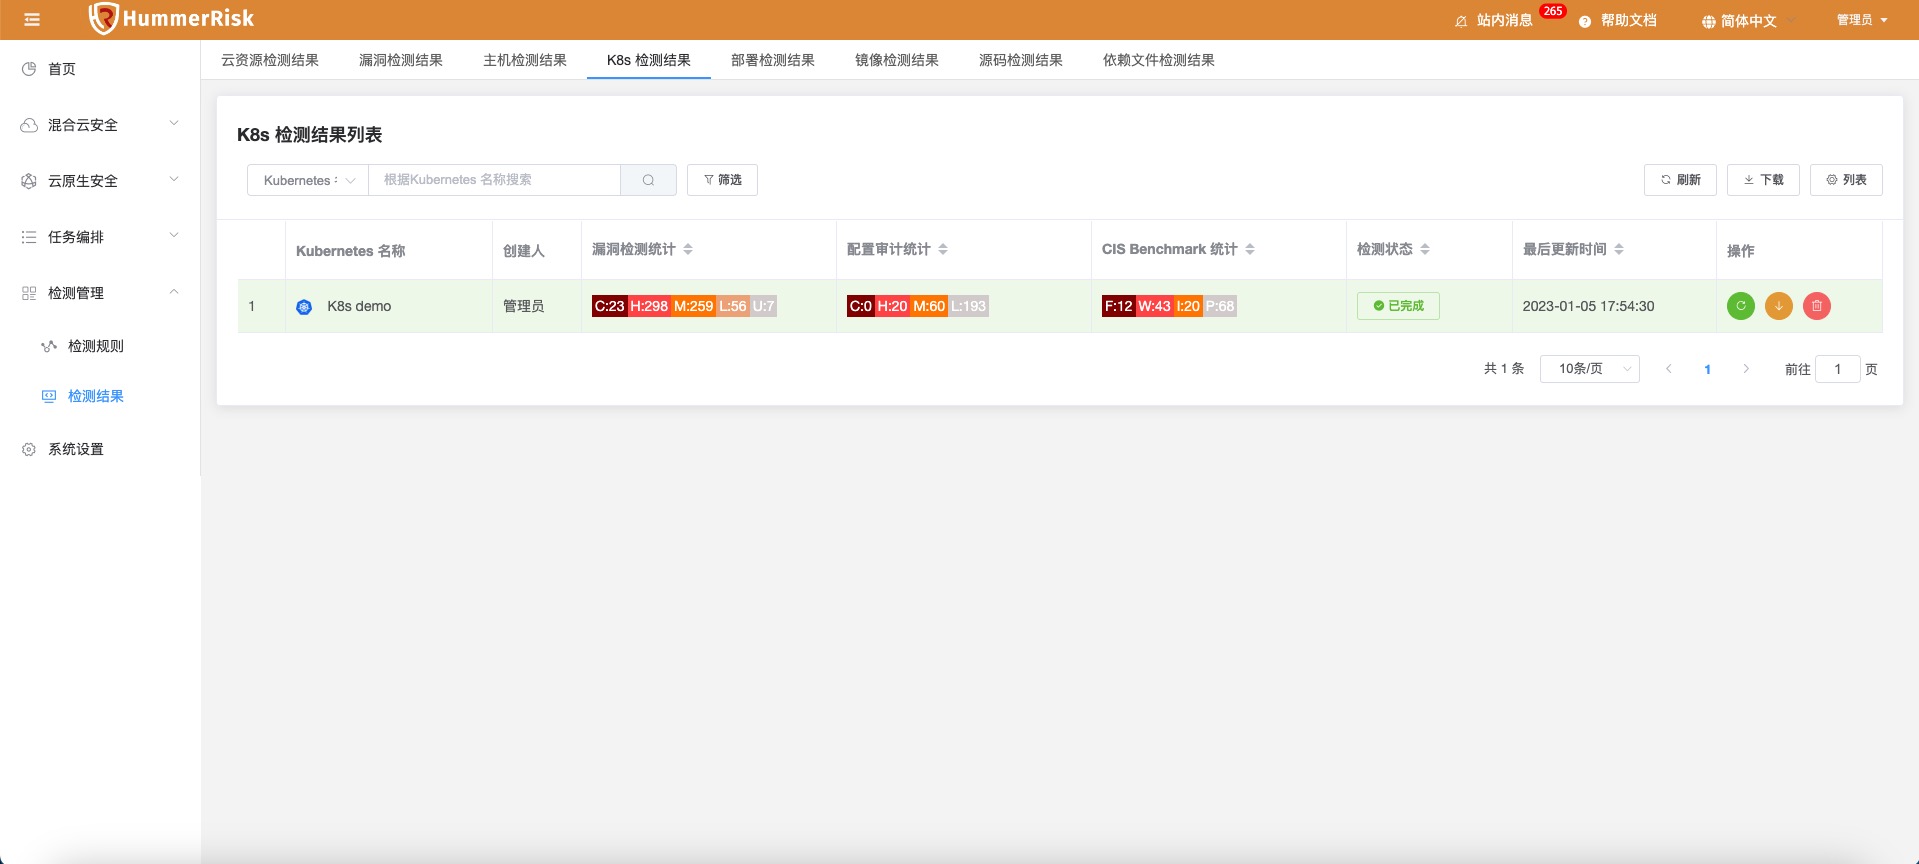 HummerRisk
站内消息 265 帮助文档 简体中文 管理员
首页
混合云安全
云原生安全
任务编排
检测管理
检测规则
检测结果
系统设置
云资源检测结果 漏洞检测结果 主机检测结果 K8s 检测结果 部署检测结果 镜像检测结果 源码检测结果 依赖文件检测结果
K8s 检测结果列表
Kubernetes 根据Kubernetes 名称搜索 筛选 刷新 下载 列表
Kubernetes 名称 创建人 漏洞检测统计 配置审计统计 CIS Benchmark 统计 检测状态 最后更新时间 操作
1 K8s demo 管理员 C:23 H:298 M:259 L:56 U:7 C:0 H:20 M:60 L:193 F:12 W:43 I:20 P:68 已完成 2023-01-05 17:54:30
共 1 条 10条/页 1 前往 1 页